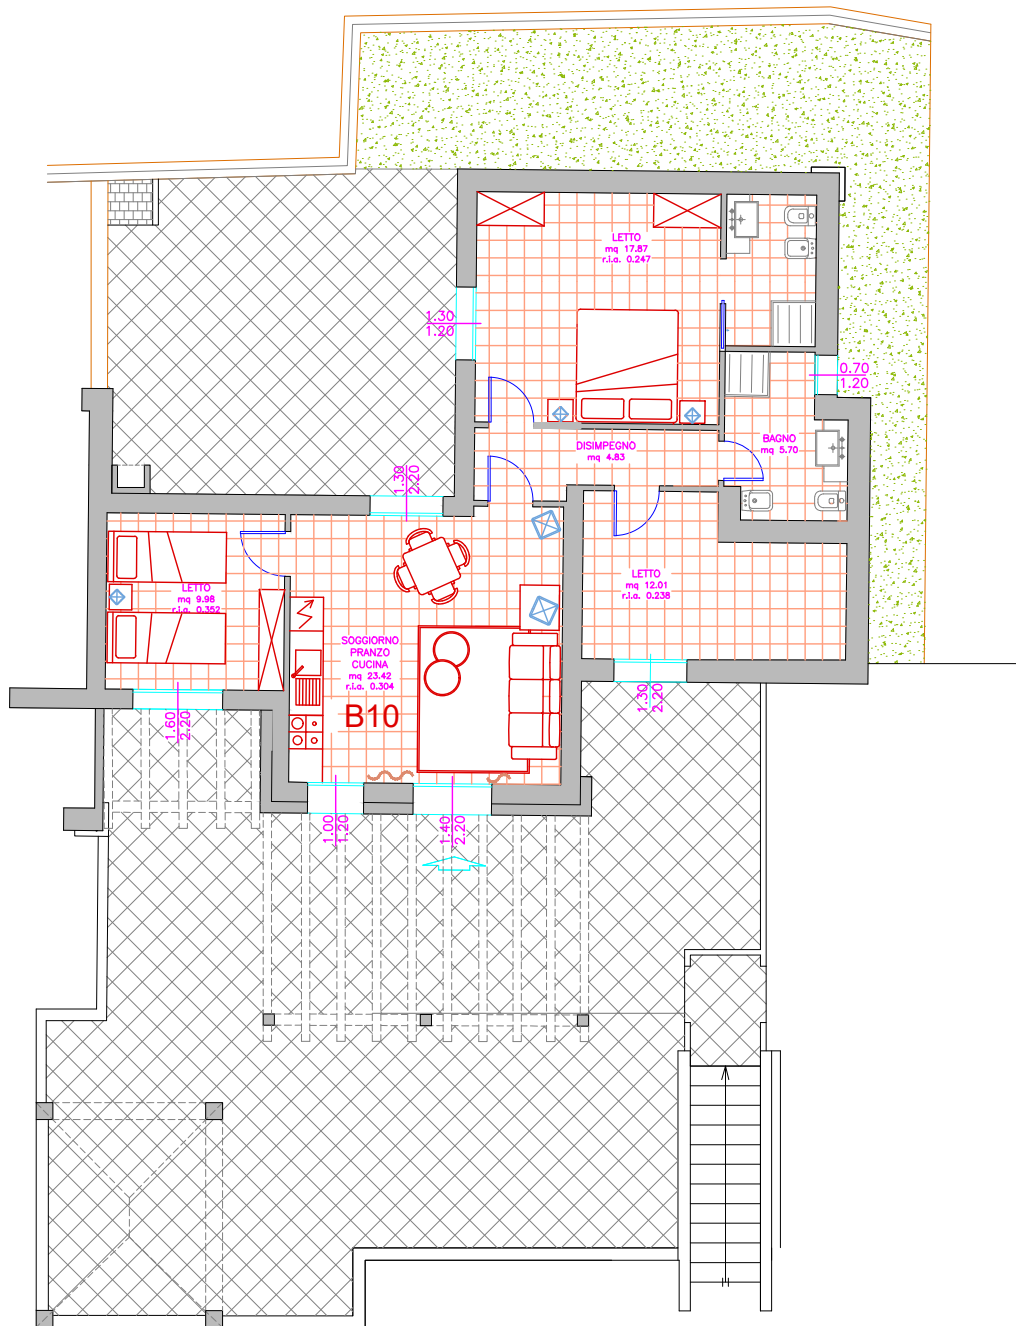 LETTO
mq 17.87
r.i.a. 0.247
1.30
1.20
0.70
1.20
DISIMPEGNO
mq 4.83
BAGNO
mq 5.70
1.30
2.20
LETTO
mq 9.98
r.i.a. 0.352
LETTO
mq 12.01
r.i.a. 0.238
SOGGIORNO
PRANZO
CUCINA
mq 23.42
r.i.a. 0.304
B10
1.60
2.20
1.30
2.20
1.00
1.20
1.40
2.20